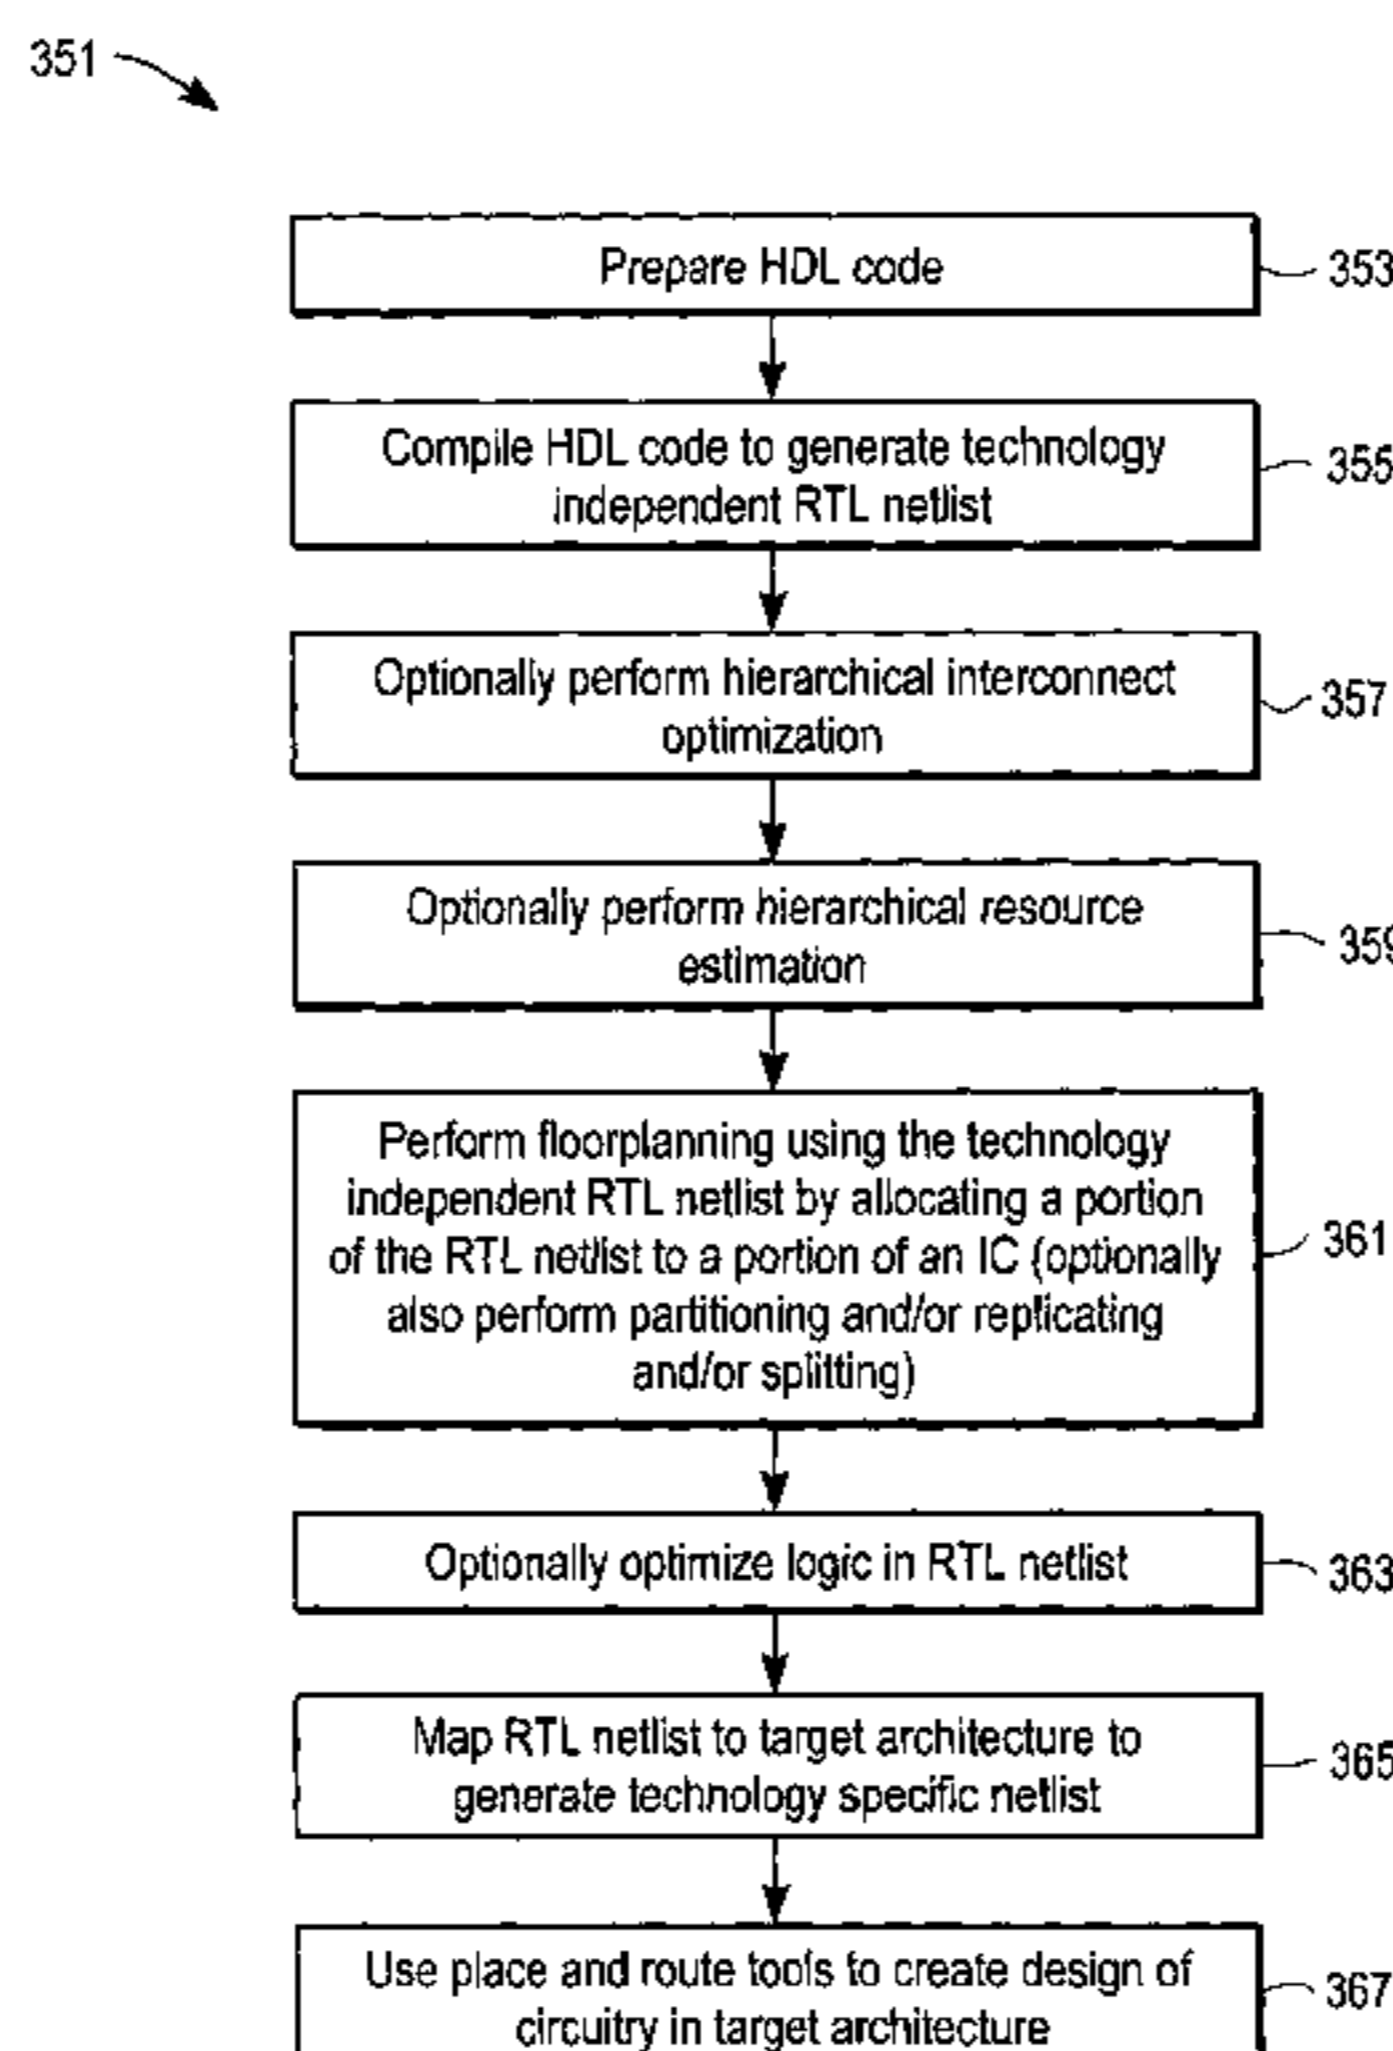 351
Prepare HDL code
353
Compile HDL code to generate technology
independent RTL netlist
355
Optionally perform hierarchical interconnect
optimization
357
Optionally perform hierarchical resource
estimation
359
Perform floorplanning using the technology
independent RTL netlist by allocating a portion
of the RTL netlist to a portion of an IC (optionally
also perform partitioning and/or replicating
and/or splitting)
361
Optionally optimize logic in RTL netlist
363
Map RTL netlist to target architecture to
generate technology specific netlist
365
Use place and route tools to create design of
circuitry in target architecture
367